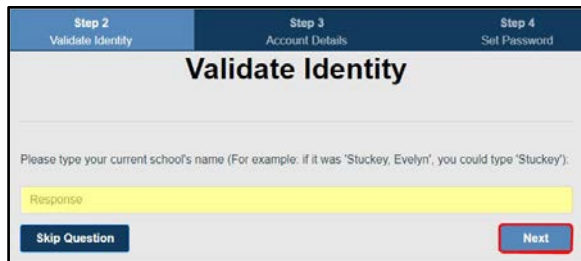 Step 2 Step 3 Step 4
Validate Identity Account Details Set Password
Validate Identity
Please type your current school's name (For example: if it was 'Stuckey, Evelyn', you could type 'Stuckey'):
Response
Skip Question Next